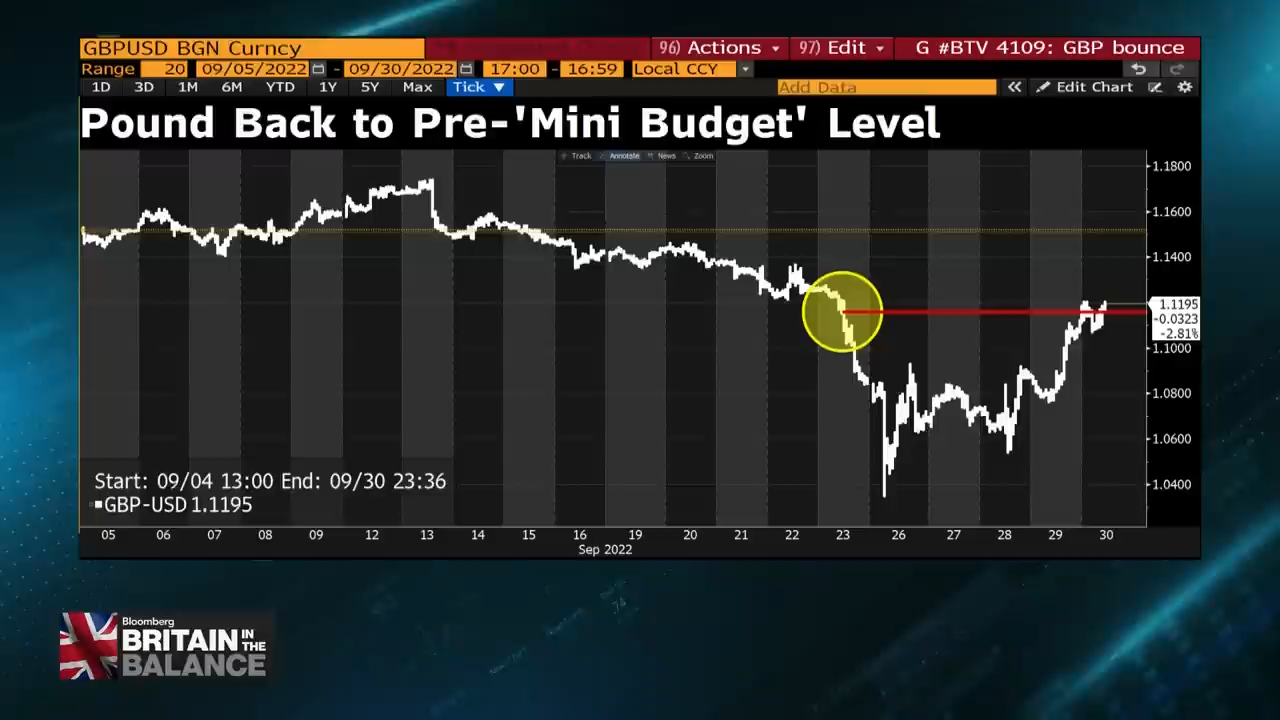 GBPUSD BGN Curncy 96) Actions 97) Edit G #BTV 4109: GBP bounce
Range 20 09/05/2022 - 09/30/2022 17:00 - 16:59 Local CCY
1D 3D 1M 6M YTD 1Y 5Y Max Tick ▼ Add Data « Edit Chart
Pound Back to Pre-'Mini Budget' Level
Track Annotate News Zoom
1.1800
1.1600
1.1400
1.1195
-0.0323
-2.81%
1.1000
1.0800
1.0600
1.0400
Start: 09/04 13:00 End: 09/30 23:36
GBP-USD 1.1195
05 06 07 08 09 12 13 14 15 16 19 20 21 22 23 26 27 28 29 30
Sep 2022
Bloomberg
BRITAIN IN THE
BALANCE